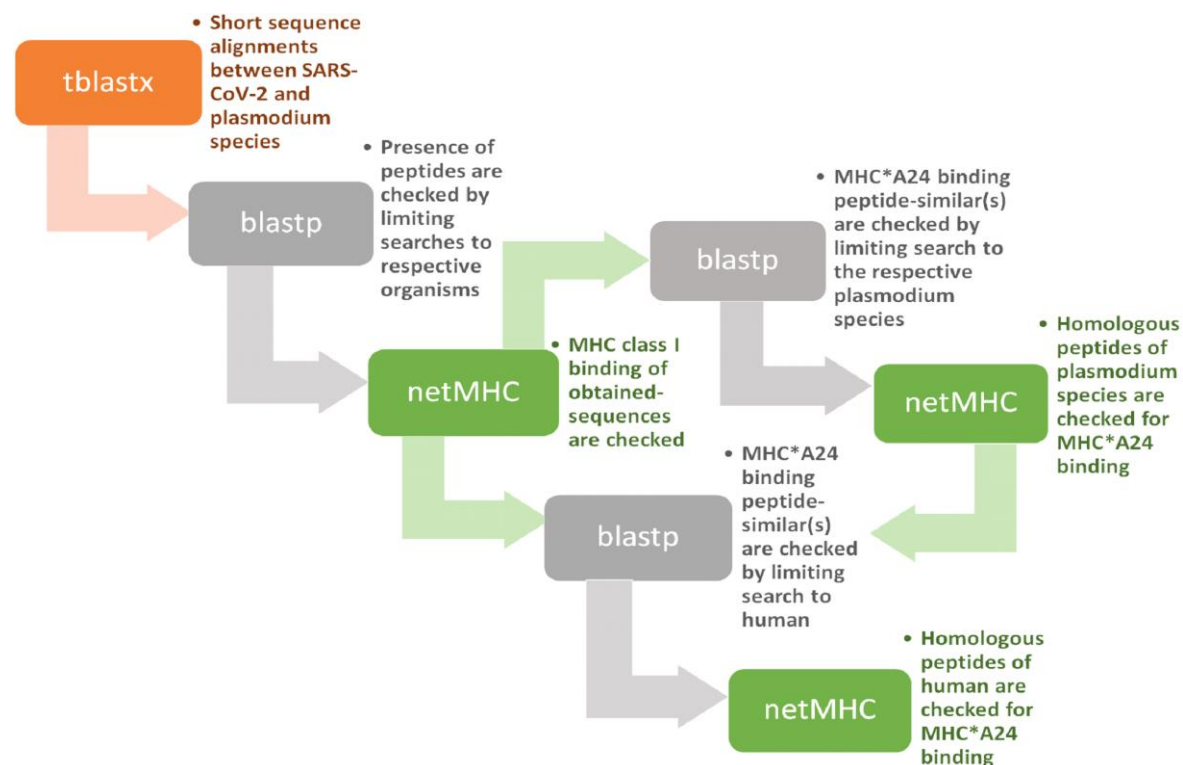 tblastx
• Short sequence
alignments
between SARS-
CoV-2 and
plasmodium
species
blastp
• Presence of
peptides are
checked by
limiting
searches to
respective
organisms
netMHC
• MHC class I
binding of
obtained-
sequences
are checked
blastp
• MHC*A24 binding
peptide-similar(s)
are checked by
limiting search to
the respective
plasmodium
species
netMHC
• Homologous
peptides of
plasmodium
species are
checked for
MHC*A24
binding
blastp
• MHC*A24
binding
peptide-
similar(s)
are checked
by limiting
search to
human
netMHC
• Homologous
peptides of
human are
checked for
MHC*A24
binding